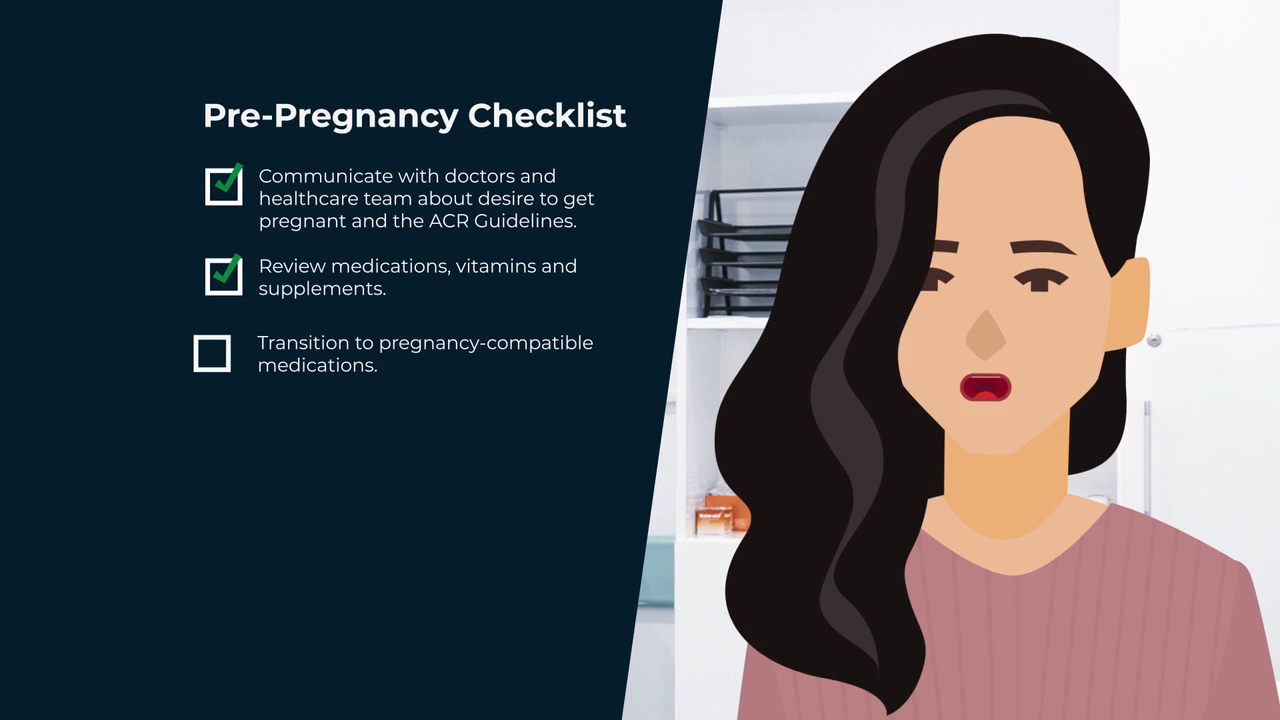 Pre-Pregnancy Checklist
Communicate with doctors and
healthcare team about desire to get
pregnant and the ACR Guidelines.
Review medications, vitamins and
supplements.
Transition to pregnancy-compatible
medications.